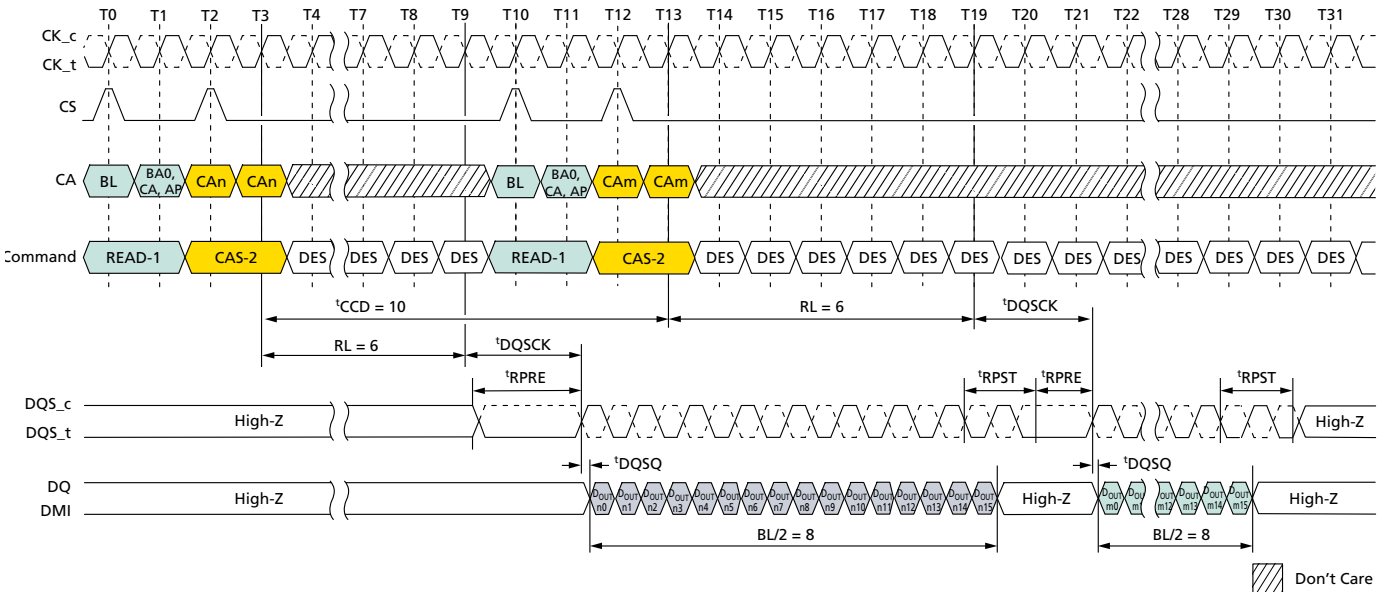 T0 T1 T2 T3 T4 T7 T8 T9 T10 T11 T12 T13 T14 T15 T16 T17 T18 T19 T20 T21 T22 T28 T29 T30 T31
CK_c
CK_t
CS
CA BL BA0, CA, AP CAn CAn BL BA0, CA, AP CAm CAm
Command READ-1 CAS-2 DES DES DES DES READ-1 CAS-2 DES DES DES DES DES DES DES DES DES DES DES DES DES
tCCD = 10 RL = 6 tDQSCK
RL = 6 tDQSCK
tRPRE tRPST tRPRE tRPST
DQS_c
DQS_t
High-Z High-Z
tDQSQ tDQSQ
DQ
DMI
High-Z DOUT n0 DOUT n1 DOUT n2 DOUT n3 DOUT n4 DOUT n5 DOUT n6 DOUT n7 DOUT n8 DOUT n9 DOUT n10 DOUT n11 DOUT n12 DOUT n13 DOUT n14 DOUT n15 High-Z DOUT m0 DOUT m12 DOUT m13 DOUT m14 DOUT m15 High-Z
BL/2 = 8 BL/2 = 8
Don't Care